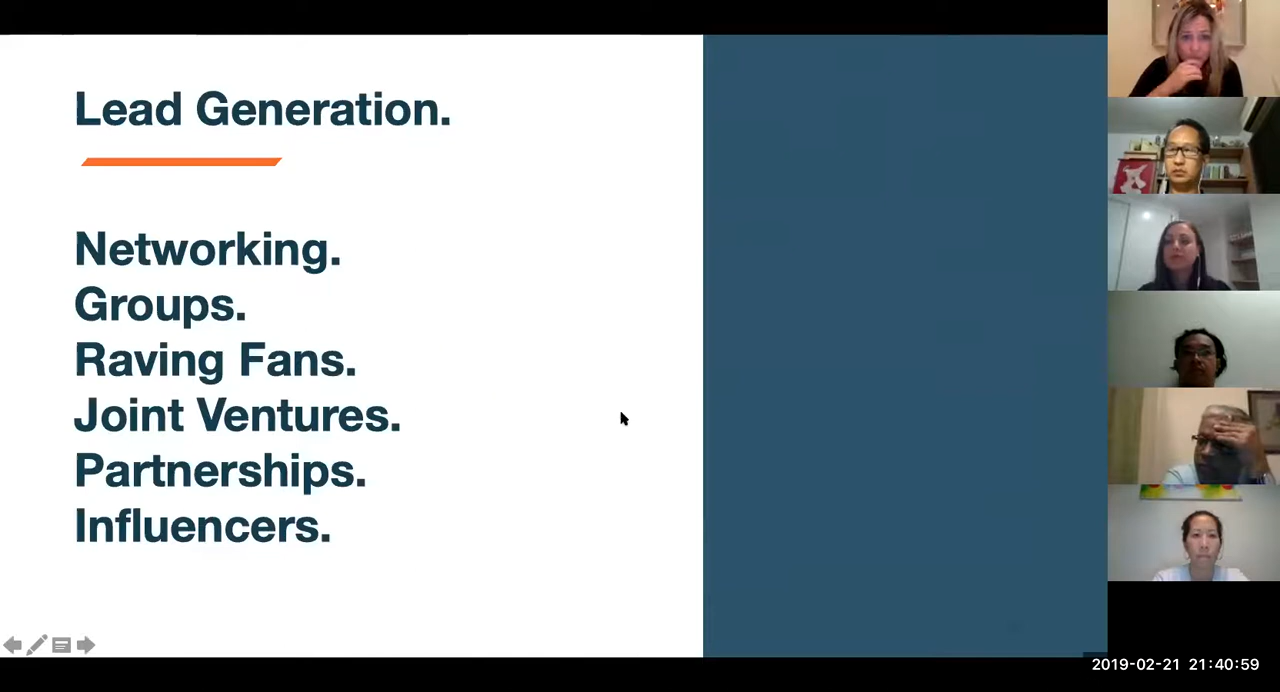 Lead Generation.
Networking.
Groups.
Raving Fans.
Joint Ventures.
Partnerships.
Influencers.
2019-02-21 21:40:59